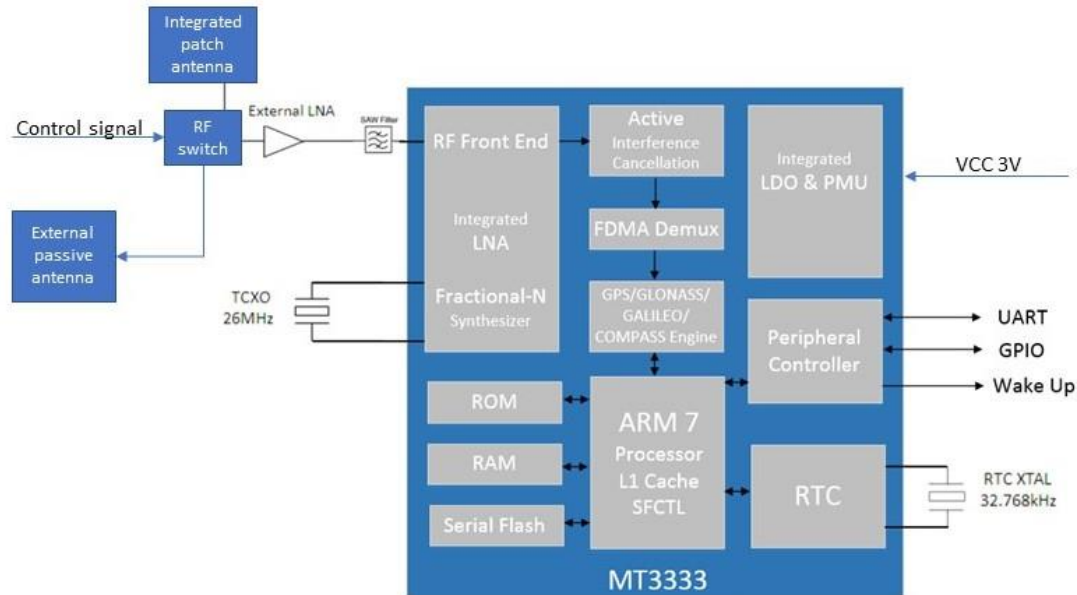 Integrated
patch
antenna
Control signal
RF
switch
External LNA
SAW Filter
External
passive
antenna
TCXO
26MHz
RF Front End
Integrated
LNA
Fractional-N
Synthesizer
Active
Interference
Cancellation
FDMA Demux
GPS/GLONASS/
GALILEO/
COMPASS Engine
Integrated
LDO & PMU
VCC 3V
Peripheral
Controller
UART
GPIO
Wake Up
ROM
RAM
Serial Flash
ARM 7
Processor
L1 Cache
SFCTL
RTC
RTC XTAL
32.768kHz
MT3333